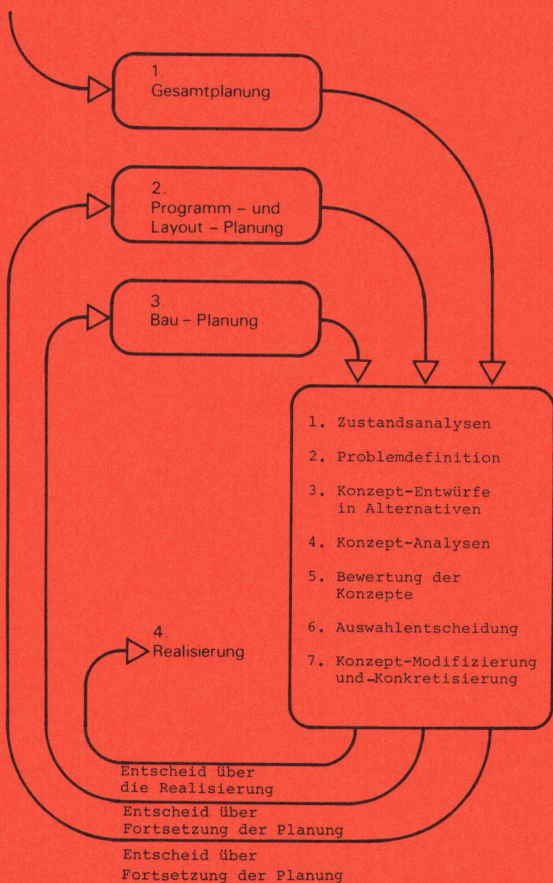 1.
Gesamtplanung
2.
Programm – und
Layout – Planung
3.
Bau – Planung
1. Zustandsanalysen
2. Problemdefinition
3. Konzept-Entwürfe
in Alternativen
4. Konzept-Analysen
5. Bewertung der
Konzepte
6. Auswahlentscheidung
7. Konzept-Modifizierung
und-Konkretisierung
4.
Realisierung
Entscheid über
die Realisierung
Entscheid über
Fortsetzung der Planung
Entscheid über
Fortsetzung der Planung